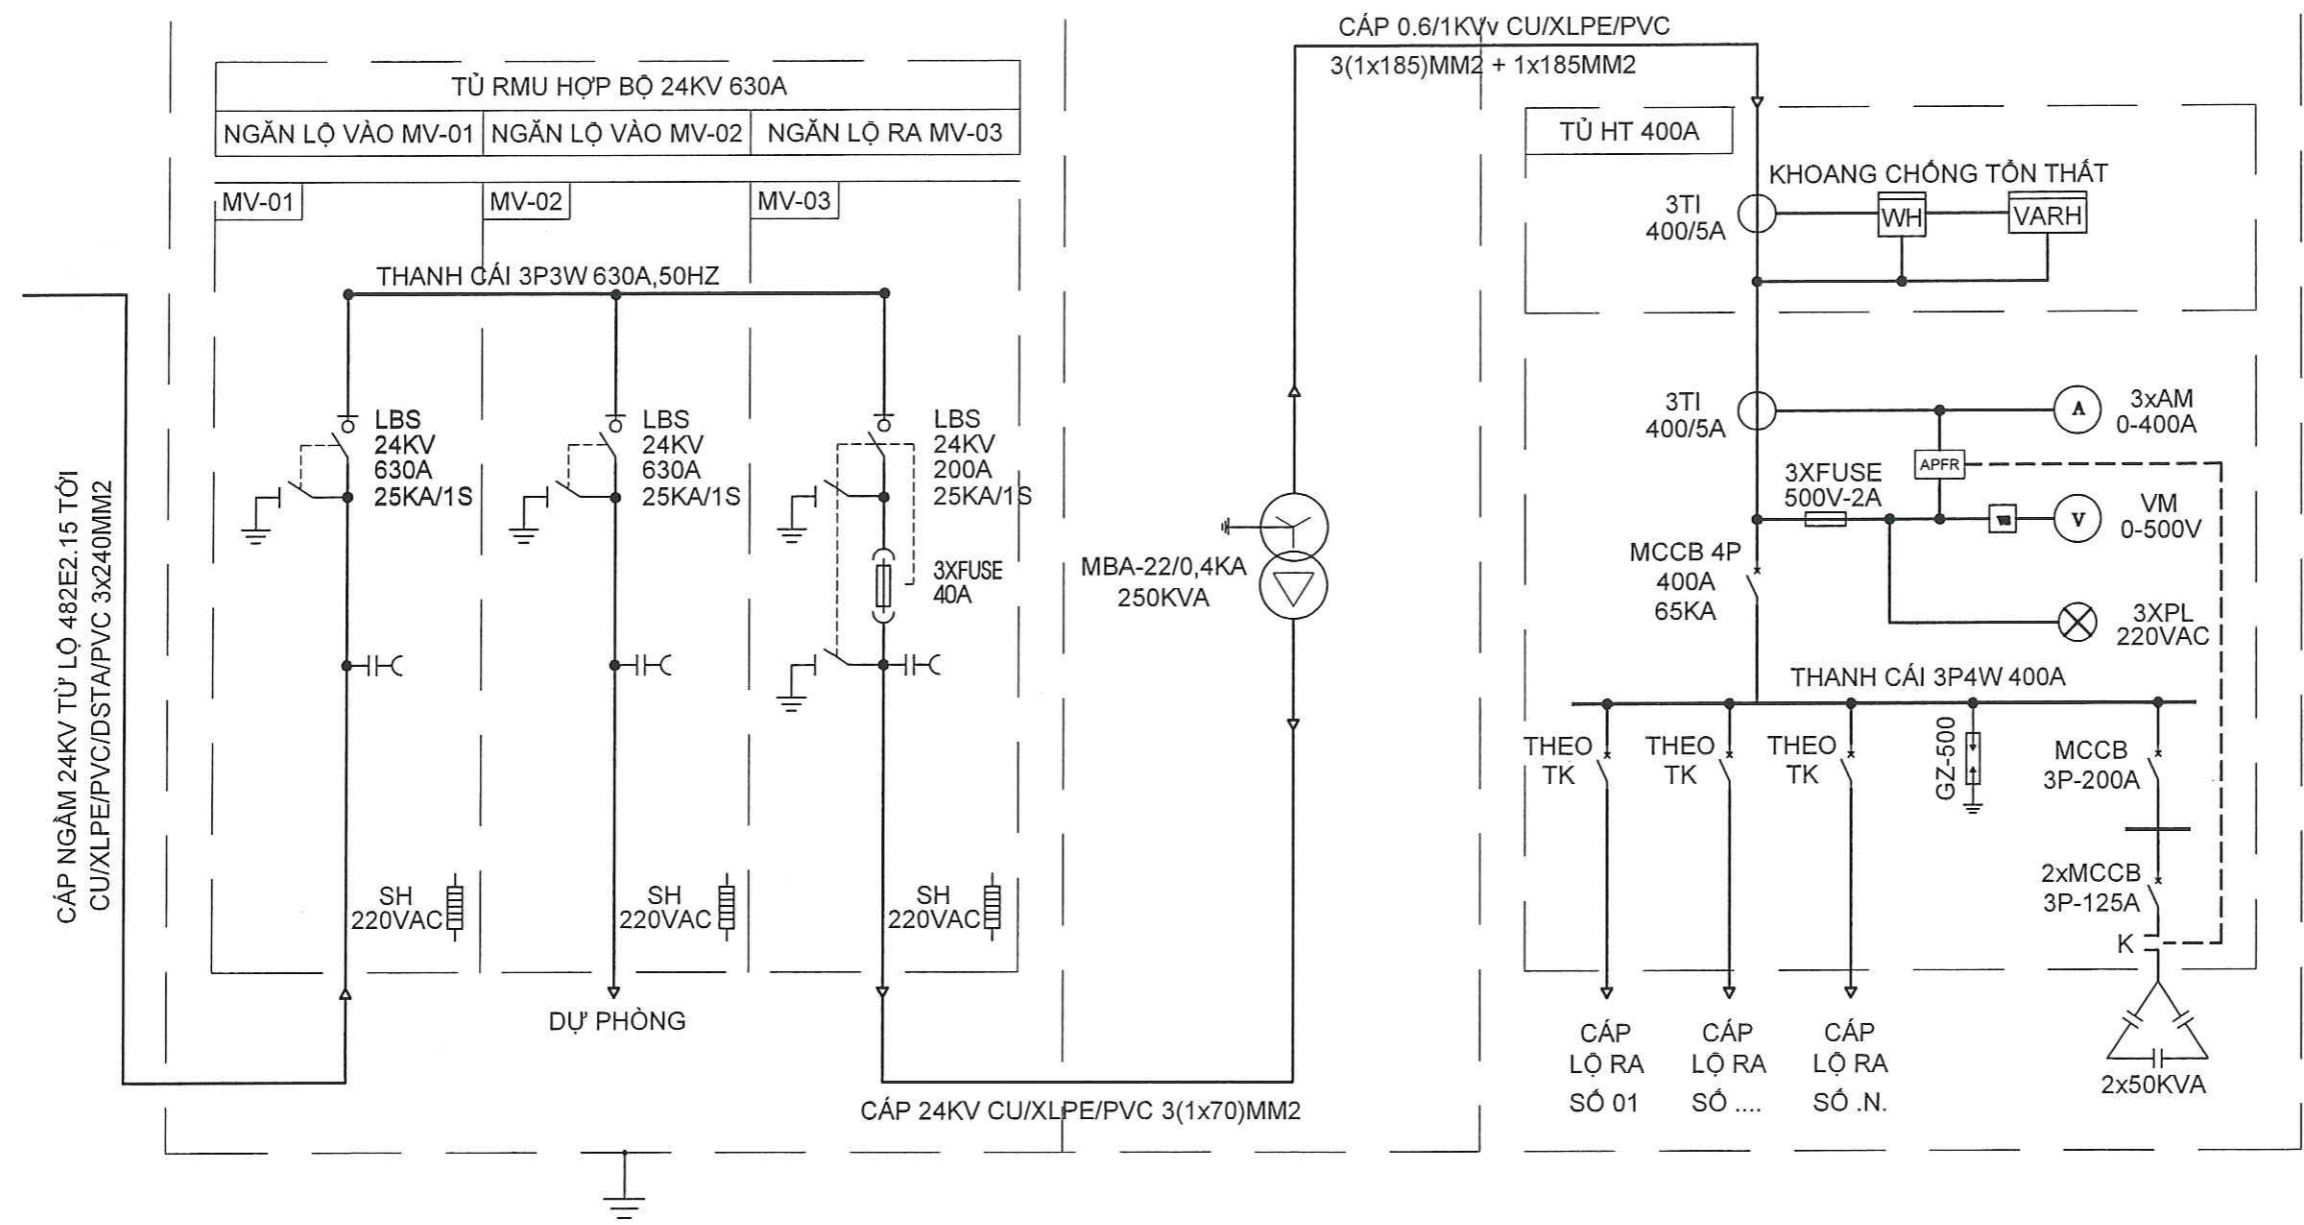 CÁP 0.6/1KVv CU/XLPE/PVC
3(1x185)MM2 + 1x185MM2
TỦ RMU HỢP BỘ 24KV 630A
NGĂN LỘ VÀO MV-01
NGĂN LỘ VÀO MV-02
NGĂN LỘ RA MV-03
MV-01
MV-02
MV-03
THANH CÁI 3P3W 630A,50HZ
LBS
24KV
630A
25KA/1S
LBS
24KV
630A
25KA/1S
LBS
24KV
200A
25KA/1S
3XFUSE
40A
SH
220VAC
SH
220VAC
SH
220VAC
DỰ PHÒNG
CÁP NGẦM 24KV TỪ LỘ 482E2.15 TỚI
CU/XLPE/PVC/DSTA/PVC 3x240MM2
CÁP 24KV CU/XLPE/PVC 3(1x70)MM2
MBA-22/0,4KA
250KVA
TỦ HT 400A
KHOANG CHỐNG TỔN THẤT
3TI
400/5A
WH
VARH
3TI
400/5A
A
3xAM
0-400A
APFR
3XFUSE
500V-2A
VS
V
VM
0-500V
MCCB 4P
400A
65KA
3XPL
220VAC
THANH CÁI 3P4W 400A
THEO
TK
THEO
TK
THEO
TK
GZ-500
MCCB
3P-200A
2xMCCB
3P-125A
K
CÁP
LỘ RA
SỐ 01
CÁP
LỘ RA
SỐ ....
CÁP
LỘ RA
SỐ .N.
2x50KVA